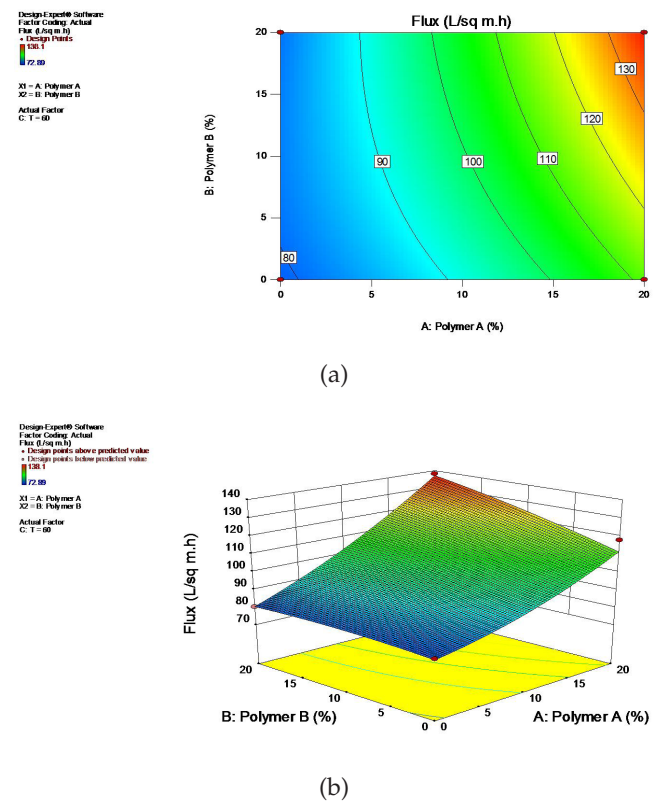 Design-Expert® Software
Factor Coding: Actual
Flux (L/sq m.h)
Design Points
138.1
72.89
X1 = A: Polymer A
X2 = B: Polymer B
Actual Factor
C: T = 60
Flux (L/sq m.h)
B: Polymer B (%)
20
15
10
5
0
80
90
100
110
120
130
0
5
10
15
20
A: Polymer A (%)
(a)
Design-Expert® Software
Factor Coding: Actual
Flux (L/sq m.h)
Design points above predicted value
Design points below predicted value
138.1
72.89
X1 = A: Polymer A
X2 = B: Polymer B
Actual Factor
C: T = 60
Flux (L/sq m.h)
140
130
120
110
100
90
80
70
20
15
10
5
0
0
5
10
15
20
B: Polymer B (%)
A: Polymer A (%)
(b)